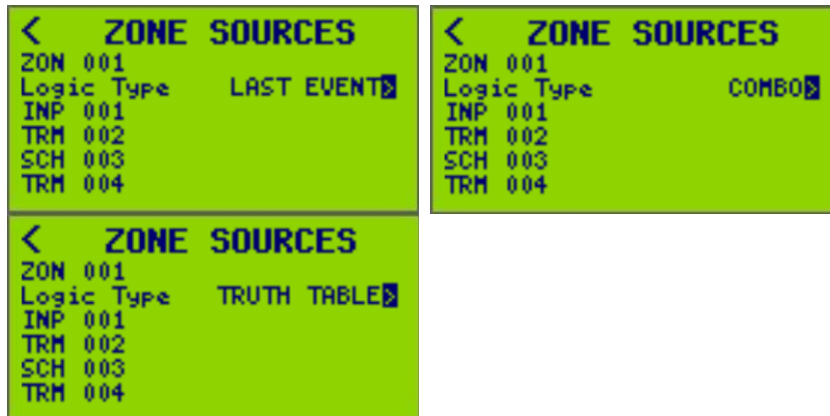 < ZONE SOURCES
ZON 001
Logic Type LAST EVENT>
INP 001
TRM 002
SCH 003
TRM 004
< ZONE SOURCES
ZON 001
Logic Type COMBO>
INP 001
TRM 002
SCH 003
TRM 004
< ZONE SOURCES
ZON 001
Logic Type TRUTH TABLE>
INP 001
TRM 002
SCH 003
TRM 004